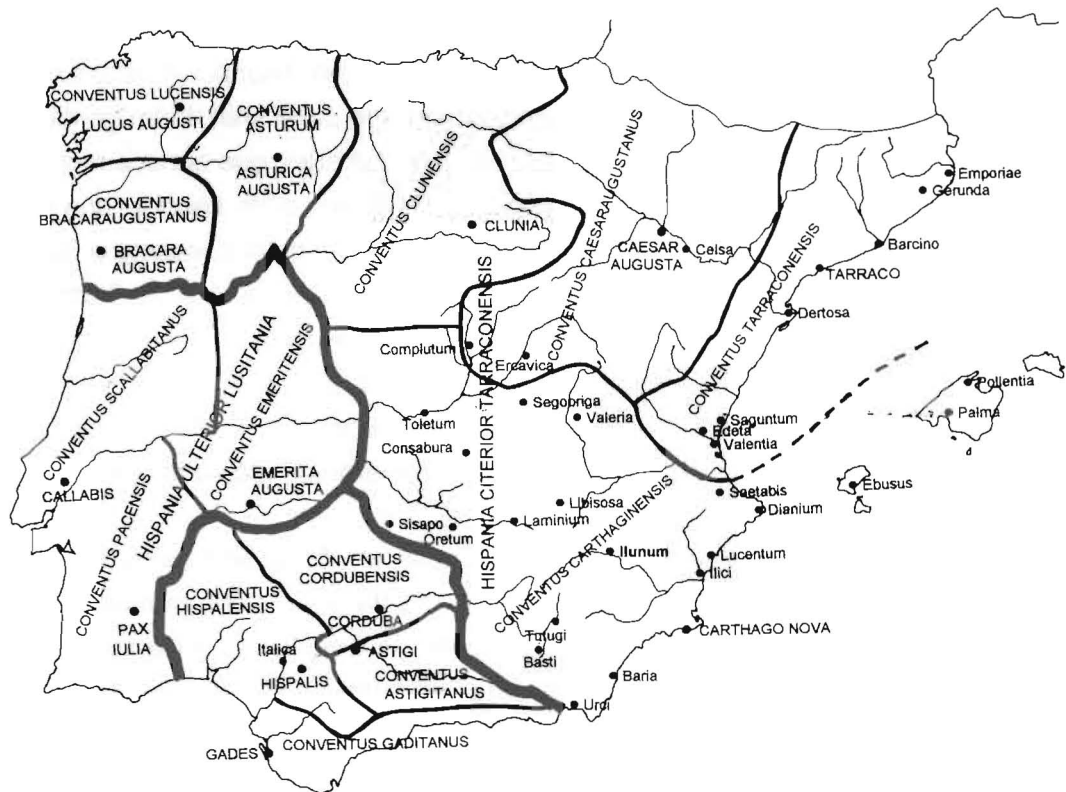 CONVENTUS LUCENSIS
LUCUS AUGUSTI
CONVENTUS
ASTURUM
ASTURICA
AUGUSTA
CONVENTUS
BRACARAUGUSTANUS
BRACARA
AUGUSTA
CONVENTUS CLUNIENSIS
CLUNIA
CONVENTUS CAESARAUGUSTANUS
CAESAR
AUGUSTA
Celsa
Emporiae
Gerunda
Barcino
TARRACO
Dertosa
CONVENTUS TARRACONENSIS
HISPANIA CITERIOR TARRACONENSIS
Complutum
Ercavica
Segobriga
Valeria
Toletum
Consabura
Saguntum
Edeta
Valentia
Pollentia
Palma
Ebusus
Saetabis
Dianium
CONVENTUS SCALLABITANUS
CALLABIS
HISPANIA ULTERIOR LUSITANIA
CONVENTUS EMERITENSIS
EMERITA
AUGUSTA
CONVENTUS PACENSIS
PAX
IULIA
Sisapo
Oretum
Laminium
Libisosa
Ilunum
Lucentum
Ilici
CONVENTUS CARTHAGINENSIS
CARTHAGO NOVA
CONVENTUS
CORDUBENSIS
CORDUBA
CONVENTUS
HISPALENSIS
Italica
HISPALIS
ASTIGI
CONVENTUS
ASTIGITANUS
Tutugi
Basti
Baria
Urci
CONVENTUS GADITANUS
GADES